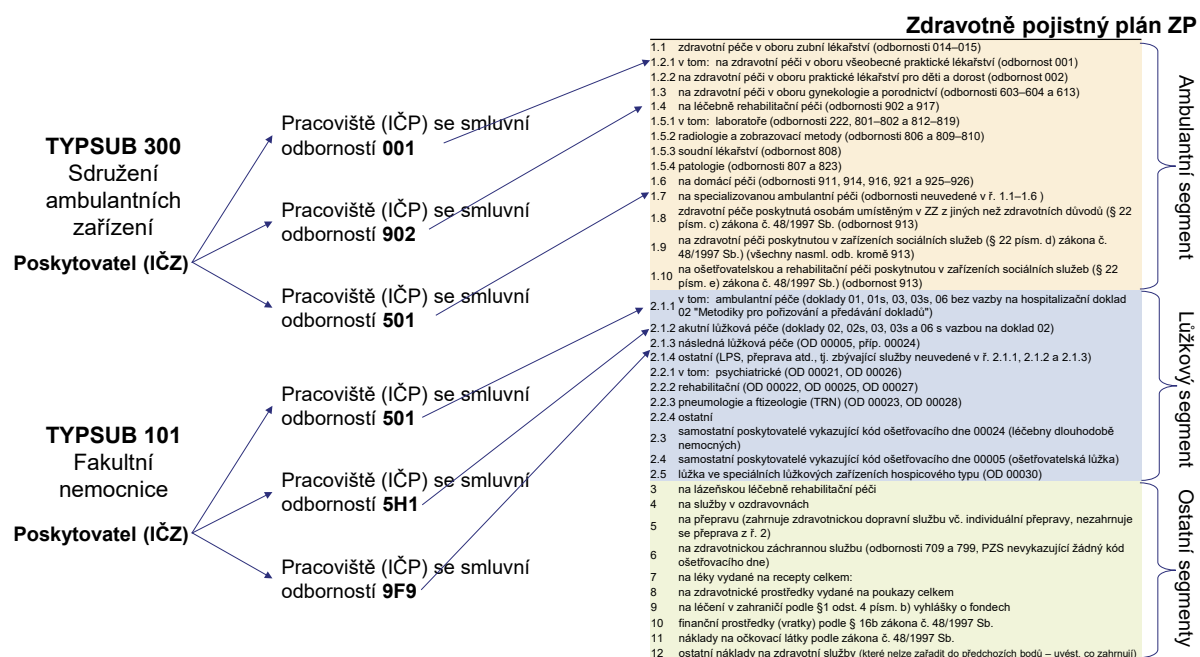 Zdravotně pojistný plán ZP
TYPSUB 300
Sdružení
ambulantních
zařízení
Poskytovatel (IČZ)
Pracoviště (IČP) se smluvní
odborností 001
Pracoviště (IČP) se smluvní
odborností 902
Pracoviště (IČP) se smluvní
odborností 501
TYPSUB 101
Fakultní
nemocnice
Poskytovatel (IČZ)
Pracoviště (IČP) se smluvní
odborností 501
Pracoviště (IČP) se smluvní
odborností 5H1
Pracoviště (IČP) se smluvní
odborností 9F9
1.1 zdravotní péče v oboru zubní lékařství (odbornosti 014–015)
1.2.1 v tom: na zdravotní péči v oboru všeobecné praktické lékařství (odbornost 001)
1.2.2 na zdravotní péči v oboru praktické lékařství pro děti a dorost (odbornost 002)
1.3 na zdravotní péči v oboru gynekologie a porodnictví (odbornosti 603–604 a 613)
1.4 na léčebně rehabilitační péči (odbornosti 902 a 917)
1.5.1 v tom: laboratoře (odbornosti 222, 801–802 a 812–819)
1.5.2 radiologie a zobrazovací metody (odbornosti 806 a 809–810)
1.5.3 soudní lékařství (odbornost 808)
1.5.4 patologie (odbornosti 807 a 823)
1.6 na domácí péči (odbornosti 911, 914, 916, 921 a 925–926)
1.7 na specializovanou ambulantní péči (odbornosti neuvedené v ř. 1.1–1.6 )
1.8 zdravotní péče poskytnutá osobám umístěným v ZZ z jiných než zdravotních důvodů (§ 22
písm. c) zákona č. 48/1997 Sb. (odbornost 913)
1.9 na zdravotní péči poskytnutou v zařízeních sociálních služeb (§ 22 písm. d) zákona č.
48/1997 Sb.) (všechny nasml. odb. kromě 913)
1.10 na ošetřovatelskou a rehabilitační péči poskytnutou v zařízeních sociálních služeb (§ 22
písm. e) zákona č. 48/1997 Sb.) (odbornost 913)
2.1.1 v tom: ambulantní péče (doklady 01, 01s, 03, 03s, 06 bez vazby na hospitalizační doklad
02 "Metodiky pro pořizování a předávání dokladů")
2.1.2 akutní lůžková péče (doklady 02, 02s, 03, 03s a 06 s vazbou na doklad 02)
2.1.3 následná lůžková péče (OD 00005, příp. 00024)
2.1.4 ostatní (LPS, přeprava atd., tj. zbývající služby neuvedené v ř. 2.1.1, 2.1.2 a 2.1.3)
2.2.1 v tom: psychiatrické (OD 00021, OD 00026)
2.2.2 rehabilitační (OD 00022, OD 00025, OD 00027)
2.2.3 pneumologie a ftizeologie (TRN) (OD 00023, OD 00028)
2.2.4 ostatní
2.3 samostatní poskytovatelé vykazující kód ošetřovacího dne 00024 (léčebny dlouhodobě
nemocných)
2.4 samostatní poskytovatelé vykazující kód ošetřovacího dne 00005 (ošetřovatelská lůžka)
2.5 lůžka ve speciálních lůžkových zařízeních hospicového typu (OD 00030)
3 na lázeňskou léčebně rehabilitační péči
4 na služby v ozdravovnách
5 na přepravu (zahrnuje zdravotnickou dopravní službu vč. individuální přepravy, nezahrnuje
se přeprava z ř. 2)
6 na zdravotnickou záchrannou službu (odbornosti 709 a 799, PZS nevykazující žádný kód
ošetřovacího dne)
7 na léky vydané na recepty celkem:
8 na zdravotnické prostředky vydané na poukazy celkem
9 na léčení v zahraničí podle §1 odst. 4 písm. b) vyhlášky o fondech
10 finanční prostředky (vratky) podle § 16b zákona č. 48/1997 Sb.
11 náklady na očkovací látky podle zákona č. 48/1997 Sb.
12 ostatní náklady na zdravotní služby (které nelze zařadit do předchozích bodů – uvést, co zahrnují)
Ambulantní segment
Lůžkový segment
Ostatní segmenty